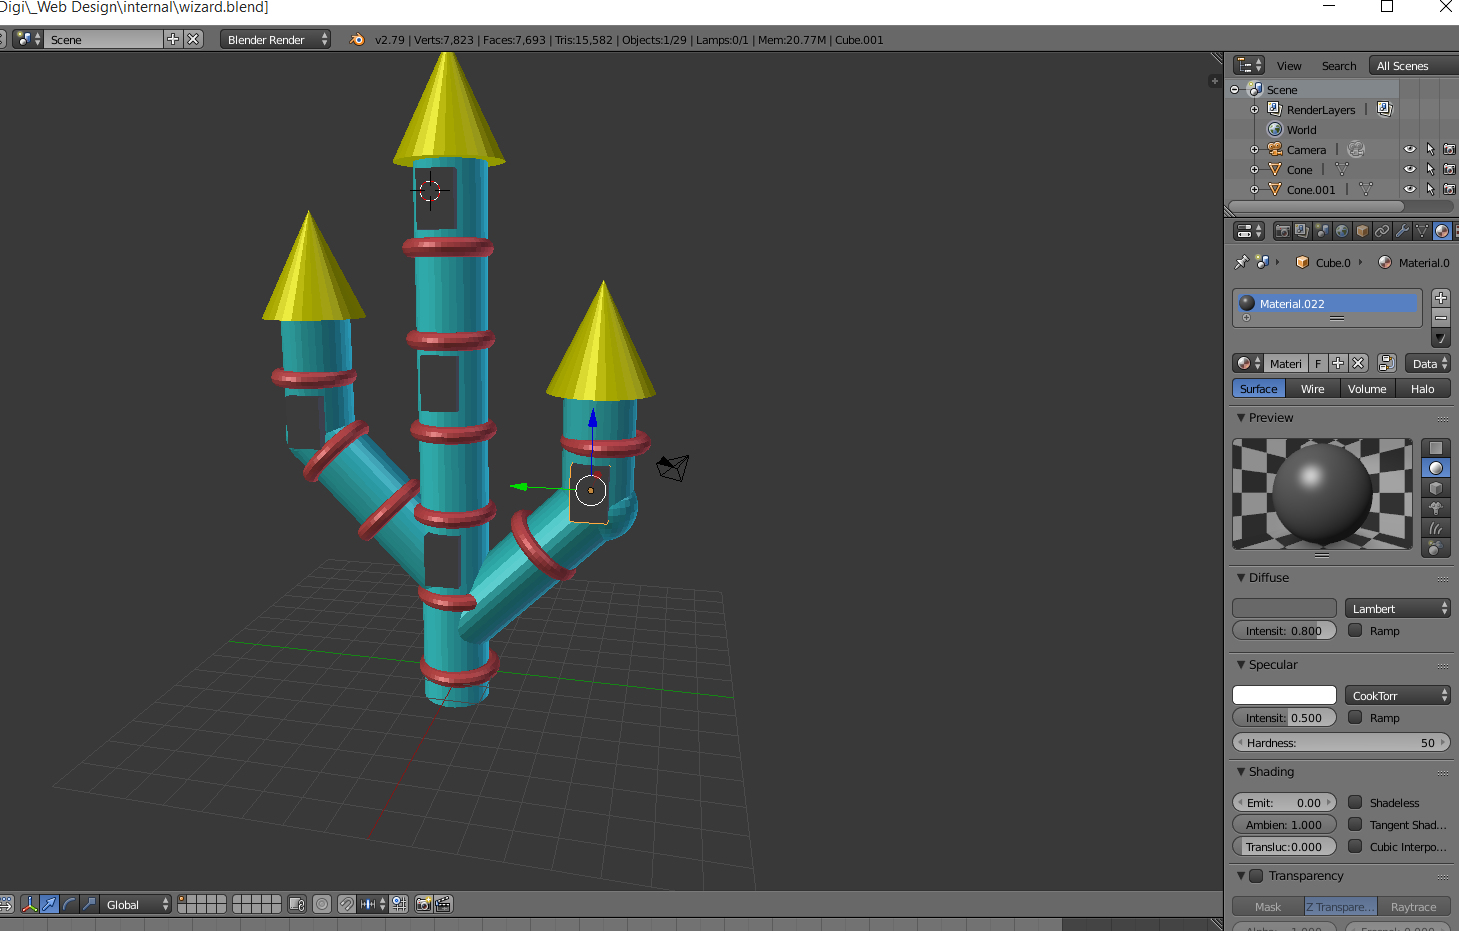 Digi\_Web Design\internal\wizard.blend]
Scene
Blender Render
v2.79 | Verts:7,823 | Faces:7,693 | Tris:15,582 | Objects:1/29 | Lamps:0/1 | Mem:20.77M | Cube.001
View Search All Scenes
Scene
RenderLayers |
World
Camera |
Cone |
Cone.001 |
Cube.0 Material.0
Material.022
Materi F Data
Surface Wire Volume Halo
Preview
Diffuse
Lambert
Intensit: 0.800 Ramp
Specular
CookTorr
Intensit: 0.500 Ramp
Hardness: 50
Shading
Emit: 0.00 Shadeless
Ambien: 1.000 Tangent Shad...
Transluc:0.000 Cubic Interpo...
Transparency
Mask Z Transpare... Raytrace
Global